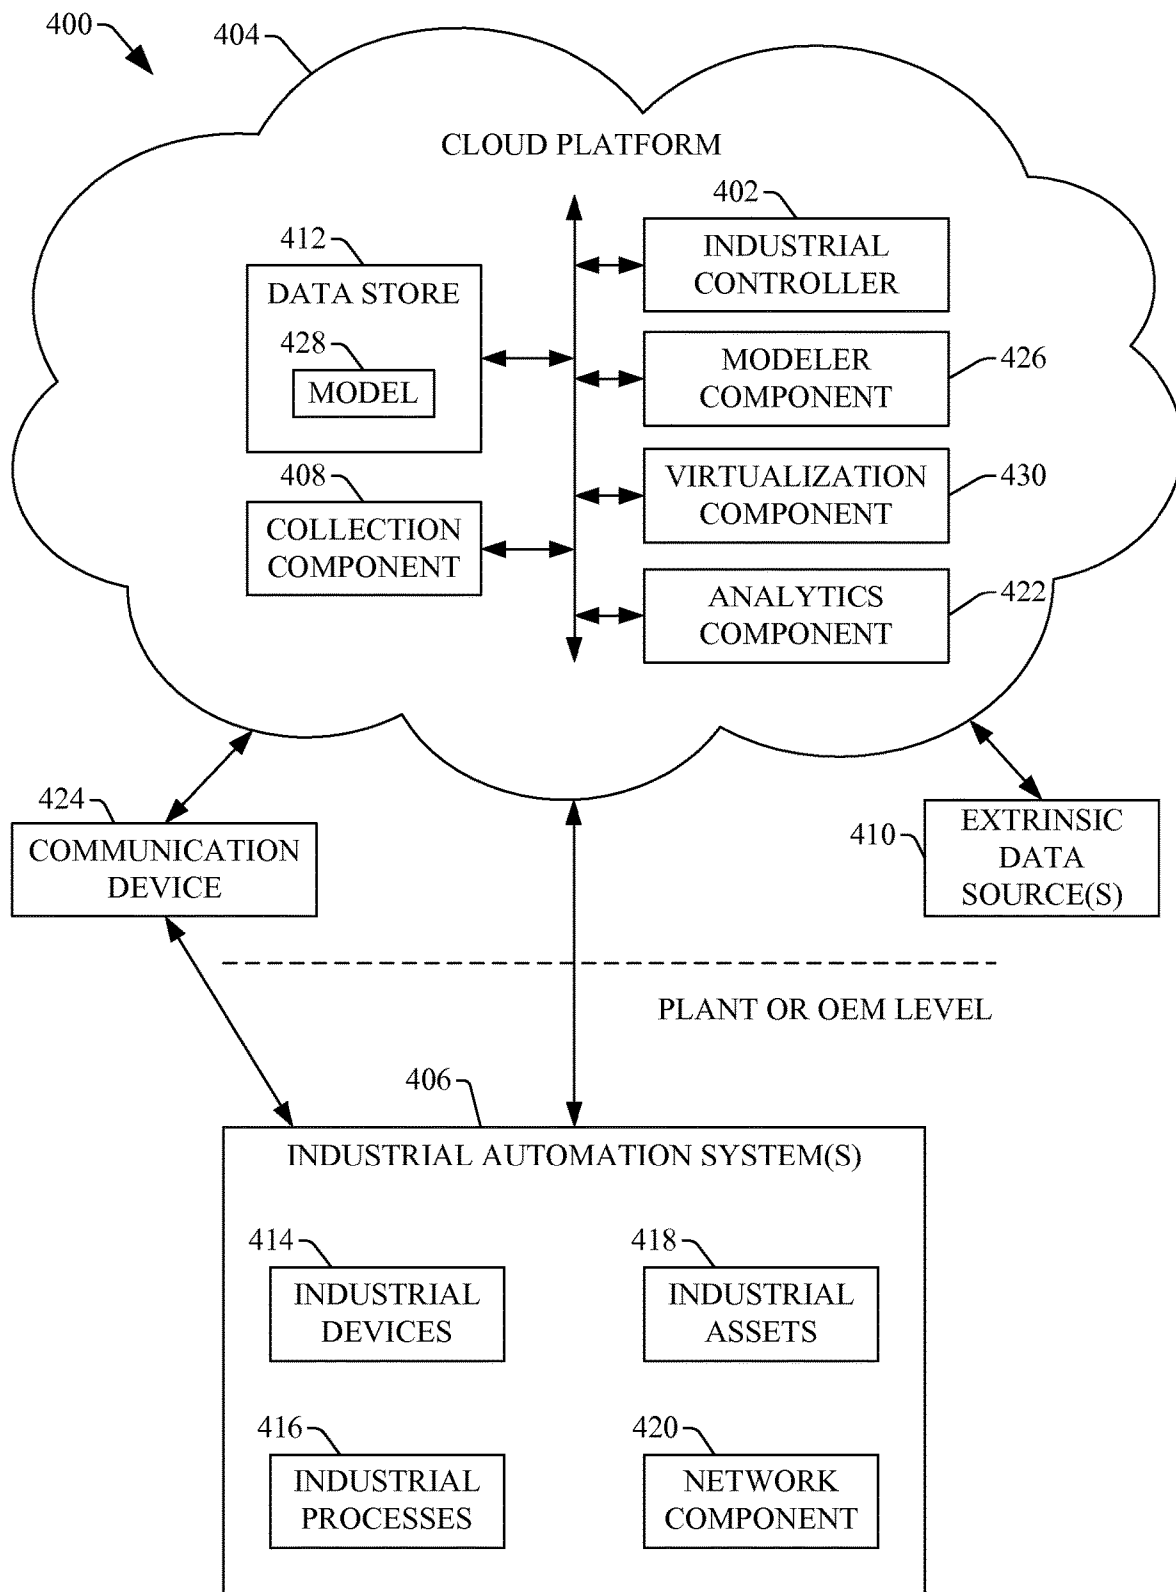 400
404
CLOUD PLATFORM
402
INDUSTRIAL
CONTROLLER
412
DATA STORE
428
MODEL
MODELER
COMPONENT
426
408
COLLECTION
COMPONENT
VIRTUALIZATION
COMPONENT
430
ANALYTICS
COMPONENT
422
424
COMMUNICATION
DEVICE
410
EXTRINSIC
DATA
SOURCE(S)
PLANT OR OEM LEVEL
406
INDUSTRIAL AUTOMATION SYSTEM(S)
414
INDUSTRIAL
DEVICES
418
INDUSTRIAL
ASSETS
416
INDUSTRIAL
PROCESSES
420
NETWORK
COMPONENT